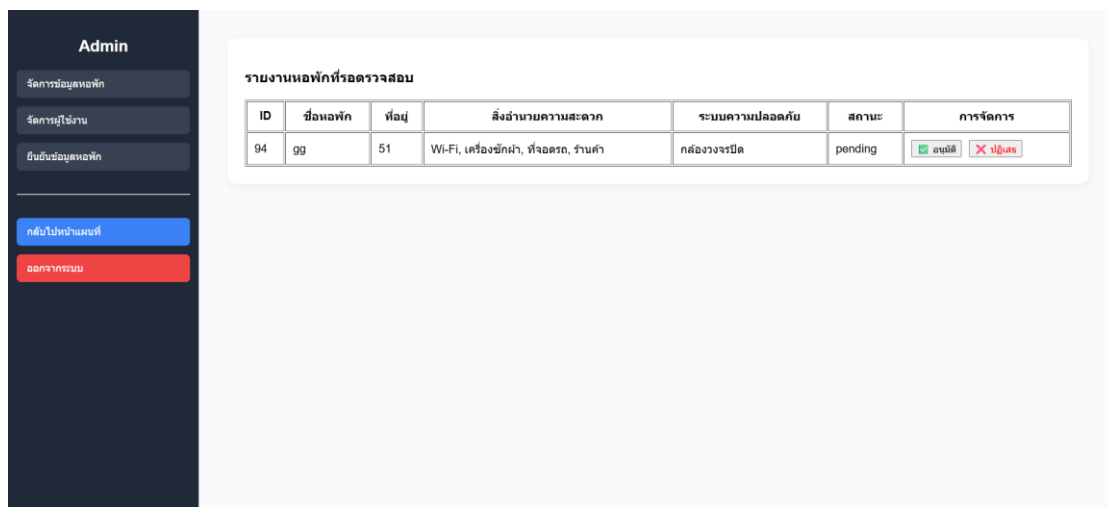 Admin
จัดการข้อมูลหอพัก
จัดการผู้ใช้งาน
ยืนยันข้อมูลหอพัก
กลับไปหน้าแผนที่
ออกจากระบบ
รายงานหอพักที่รอตรวจสอบ
ID ชื่อหอพัก ที่อยู่ สิ่งอำนวยความสะดวก ระบบความปลอดภัย สถานะ การจัดการ
94 gg 51 Wi-Fi, เครื่องซักผ้า, ที่จอดรถ, ร้านค้า กล้องวงจรปิด pending อนุมัติ ปฏิเสธ